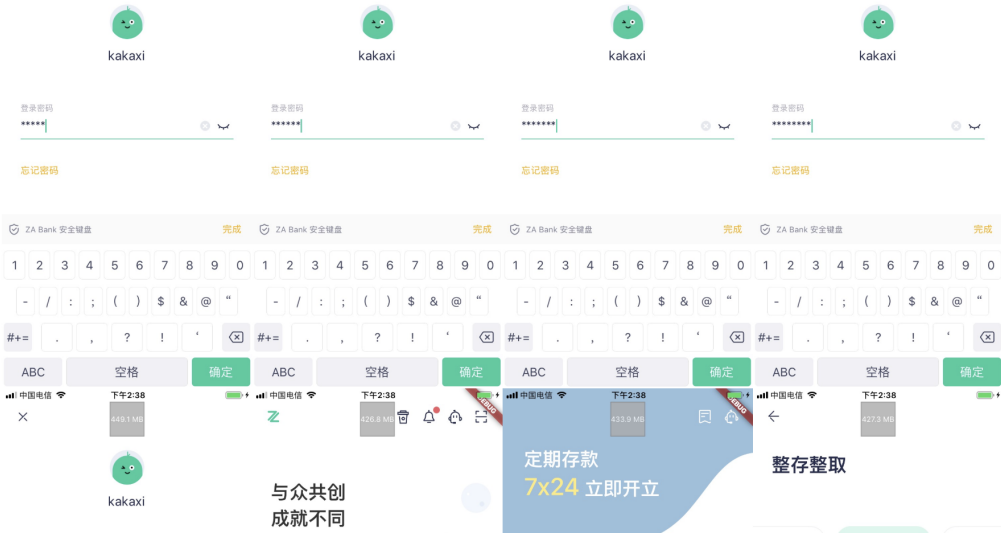 kakaxi kakaxi kakaxi kakaxi
登录密码 登录密码 登录密码 登录密码
***** ****** ******* ********
忘记密码 忘记密码 忘记密码 忘记密码
ZA Bank 安全键盘 完成 ZA Bank 安全键盘 完成 ZA Bank 安全键盘 完成 ZA Bank 安全键盘 完成
1 2 3 4 5 6 7 8 9 0 1 2 3 4 5 6 7 8 9 0 1 2 3 4 5 6 7 8 9 0 1 2 3 4 5 6 7 8 9 0
- / : ; ( ) $ & @ “ - / : ; ( ) $ & @ “ - / : ; ( ) $ & @ “ - / : ; ( ) $ & @ “
#+= . , ? ! ‘ #+= . , ? ! ‘ #+= . , ? ! ‘ #+= . , ? ! ‘
ABC 空格 确定 ABC 空格 确定 ABC 空格 确定 ABC 空格 确定
中国电信 下午2:38 中国电信 下午2:38 中国电信 下午2:38 中国电信 下午2:38
449.1 MB 426.8 MB 433.9 MB 427.3 MB
kakaxi
与众共创
成就不同
定期存款
7x24 立即开立
整存整取